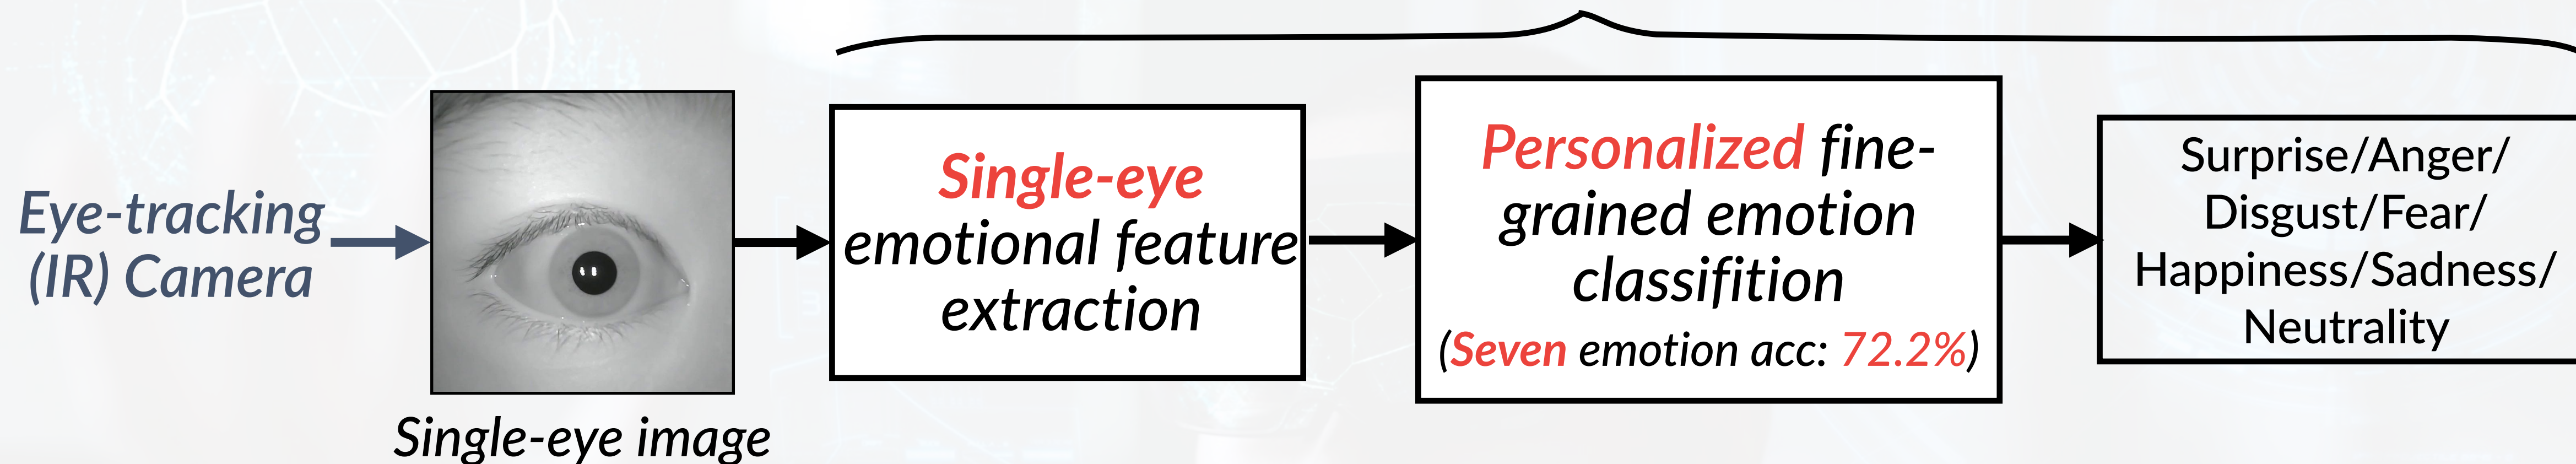 Eye-tracking
(IR) Camera
Single-eye image
Single-eye
emotional feature
extraction
Personalized fine-
grained emotion
classifition
(Seven emotion acc: 72.2%)
Surprise/Anger/
Disgust/Fear/
Happiness/Sadness/
Neutrality